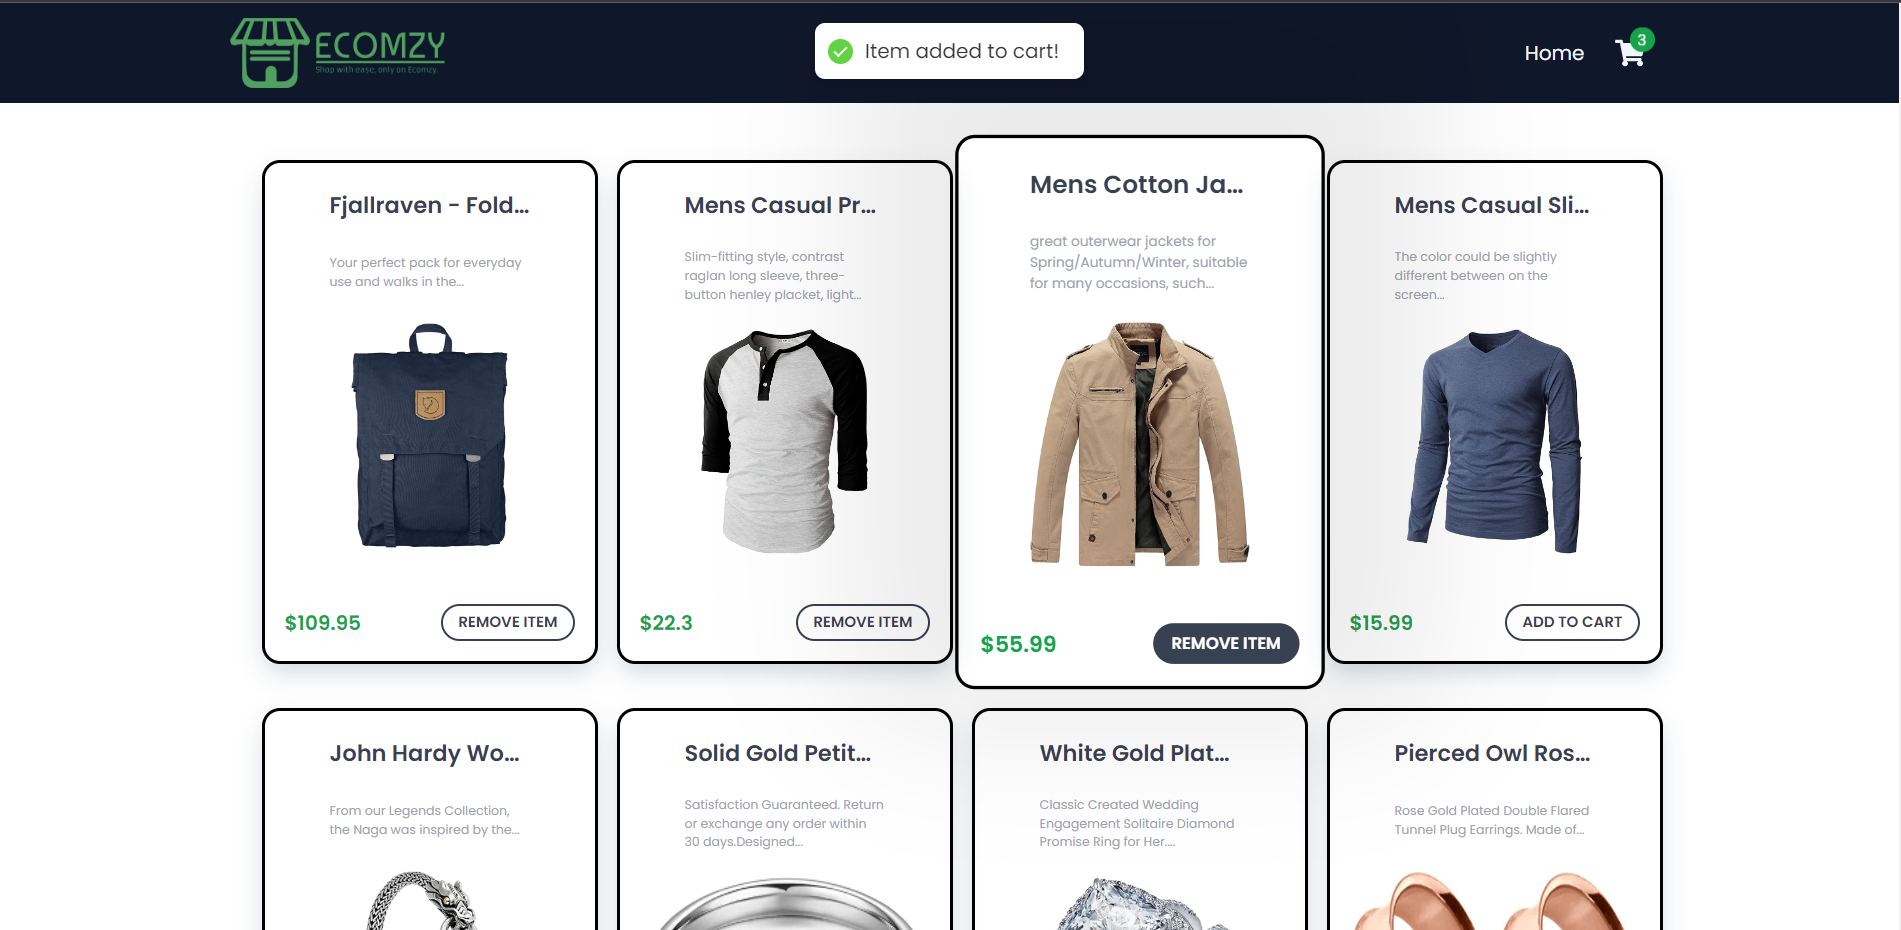 ECOMZY
Shop with ease, only on Ecomzy.
Item added to cart!
Home
3
Fjallraven - Fold...
Your perfect pack for everyday
use and walks in the...
$109.95
REMOVE ITEM
Mens Casual Pr...
Slim-fitting style, contrast
raglan long sleeve, three-
button henley placket, light...
$22.3
REMOVE ITEM
Mens Cotton Ja...
great outerwear jackets for
Spring/Autumn/Winter, suitable
for many occasions, such...
$55.99
REMOVE ITEM
Mens Casual Sli...
The color could be slightly
different between on the
screen...
$15.99
ADD TO CART
John Hardy Wo...
From our Legends Collection,
the Naga was inspired by the...
Solid Gold Petit...
Satisfaction Guaranteed. Return
or exchange any order within
30 days.Designed...
White Gold Plat...
Classic Created Wedding
Engagement Solitaire Diamond
Promise Ring for Her....
Pierced Owl Ros...
Rose Gold Plated Double Flared
Tunnel Plug Earrings. Made of...